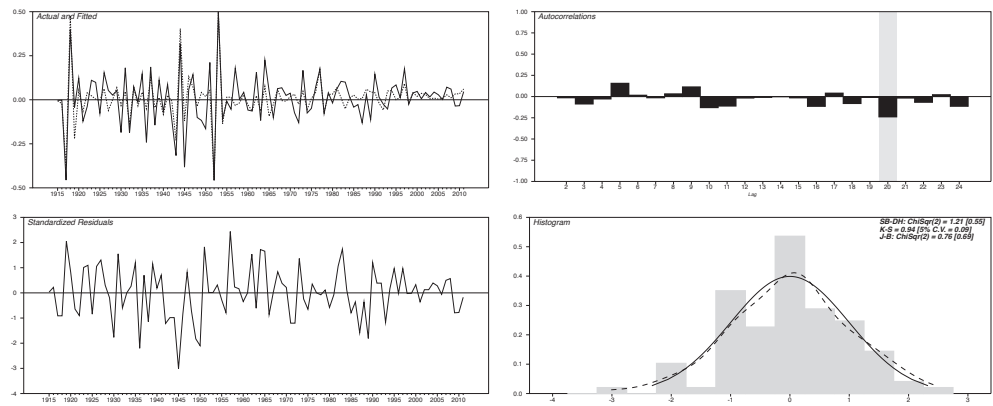 Actual and Fitted
0.50
0.25
0.00
-0.25
-0.50
1915 1920 1925 1930 1935 1940 1945 1950 1955 1960 1965 1970 1975 1980 1985 1990 1995 2000 2005 2010
Autocorrelations
1.00
0.75
0.50
0.25
0.00
-0.25
-0.50
-0.75
-1.00
2 3 4 5 6 7 8 9 10 11 12 13 14 15 16 17 18 19 20 21 22 23 24
Lag
Standardized Residuals
3
2
1
0
-1
-2
-3
-4
1915 1920 1925 1930 1935 1940 1945 1950 1955 1960 1965 1970 1975 1980 1985 1990 1995 2000 2005 2010
Histogram
SB-DH: ChiSqr(2) = 1.21 [0.55]
K-S = 0.94 [5% C.V. = 0.09]
J-B: ChiSqr(2) = 0.76 [0.69]
0.6
0.5
0.4
0.3
0.2
0.1
0.0
-4 -3 -2 -1 0 1 2 3